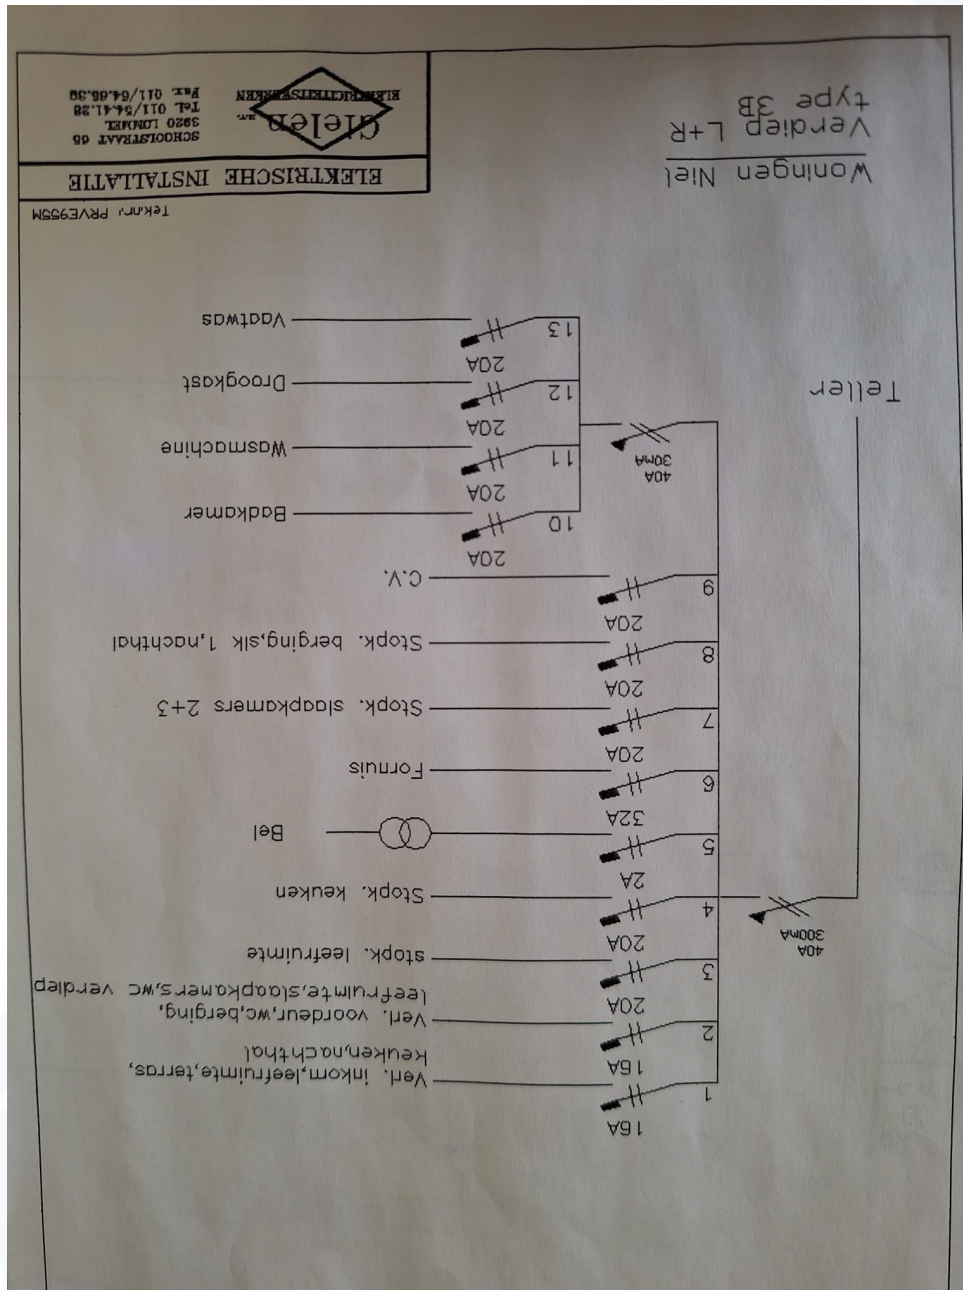 16A
1
Verl. inkom,leefruimte,terras,
keuken,nachthal
16A
2
Verl. voordeur,wc,berging,
leefruimte,slaapkamers,wc verdiep
20A
3
stopk. leefruimte
40A
300mA
20A
4
Stopk. keuken
2A
5
Bel
32A
6
Fornuis
20A
7
Stopk. slaapkamers 2+3
20A
8
Stopk. berging,slk 1,nachthal
20A
9
C.V.
20A
10
Badkamer
40A
30mA
20A
11
Wasmachine
20A
12
Droogkast
20A
13
Vaatwas
Teller
Tek.nr.: PRVE955M
Woningen Niel
Verdiep L+R
type 3B
ELEKTRISCHE INSTALLATIE
Gielen
ELEKTRICITEITSWERKEN
SCHOOLSTRAAT 65
3920 LOMMEL
Tel. 011/54.41.28
Fax. 011/64.66.36